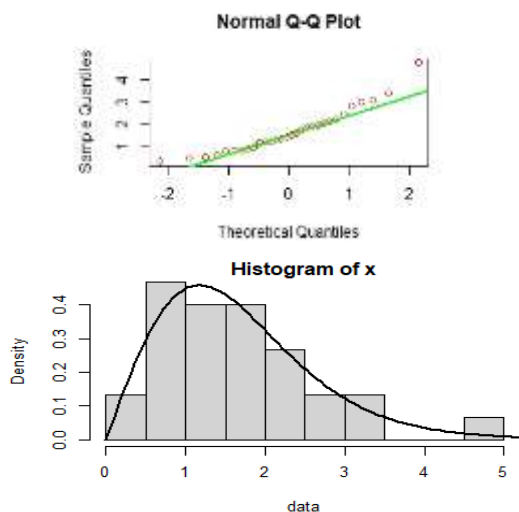 Normal Q-Q Plot
Sample Quantiles
1 2 3 4
-2 -1 0 1 2
Theoretical Quantiles
Histogram of x
Density
0.0 0.1 0.2 0.3 0.4
0 1 2 3 4 5
data